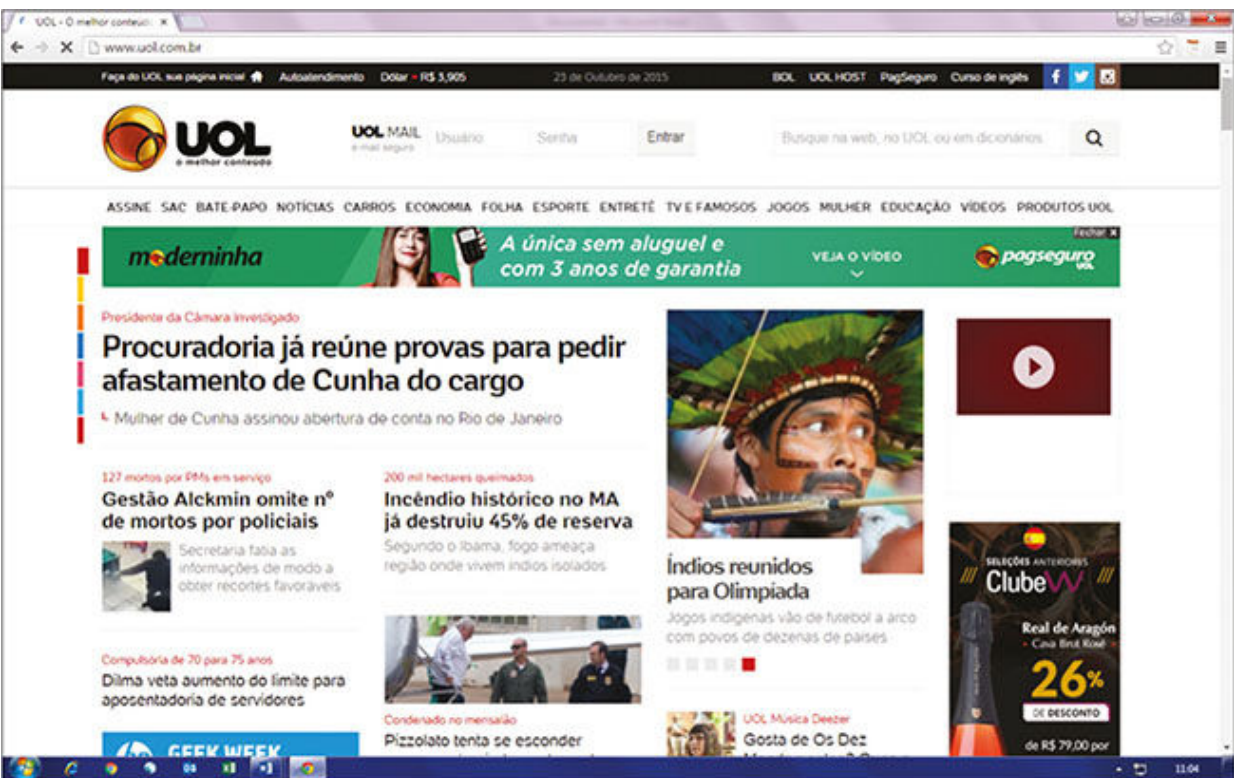 UOL - O melhor conteú
www.uol.com.br
Faça do UOL sua página inicial Autoatendimento Dólar R$ 3,905 23 de Outubro de 2015 BOL UOL HOST PagSeguro Curso de inglês
UOL
o melhor conteúdo
UOL MAIL
e-mail seguro
Usuário Senha Entrar
Busque na web, no UOL ou em dicionários
ASSINE SAC BATE-PAPO NOTÍCIAS CARROS ECONOMIA FOLHA ESPORTE ENTRETÊ TV E FAMOSOS JOGOS MULHER EDUCAÇÃO VÍDEOS PRODUTOS UOL
Fechar X
moderninha
A única sem aluguel e
com 3 anos de garantia
VEJA O VÍDEO
pagseguro
UOL
Presidente da Câmara investigado
Procuradoria já reúne provas para pedir
afastamento de Cunha do cargo
Mulher de Cunha assinou abertura de conta no Rio de Janeiro
127 mortos por PMs em serviço
Gestão Alckmin omite nº
de mortos por policiais
Secretaria fatia as
informações de modo a
obter recortes favoráveis
Compulsória de 70 para 75 anos
Dilma veta aumento do limite para
aposentadoria de servidores
hp GEEK WEEK
200 mil hectares queimados
Incêndio histórico no MA
já destruiu 45% de reserva
Segundo o Ibama, fogo ameaça
região onde vivem índios isolados
Condenado no mensalão
Pizzolato tenta se esconder
Índios reunidos
para Olimpíada
Jogos indígenas vão de futebol a arco
com povos de dezenas de países
UOL Música Deezer
Gosta de Os Dez
SELEÇÕES ANTERIORES
ClubeW
Real de Aragón
Cava Brut Rosé
26%
DE DESCONTO
de R$ 79,00 por
11:04